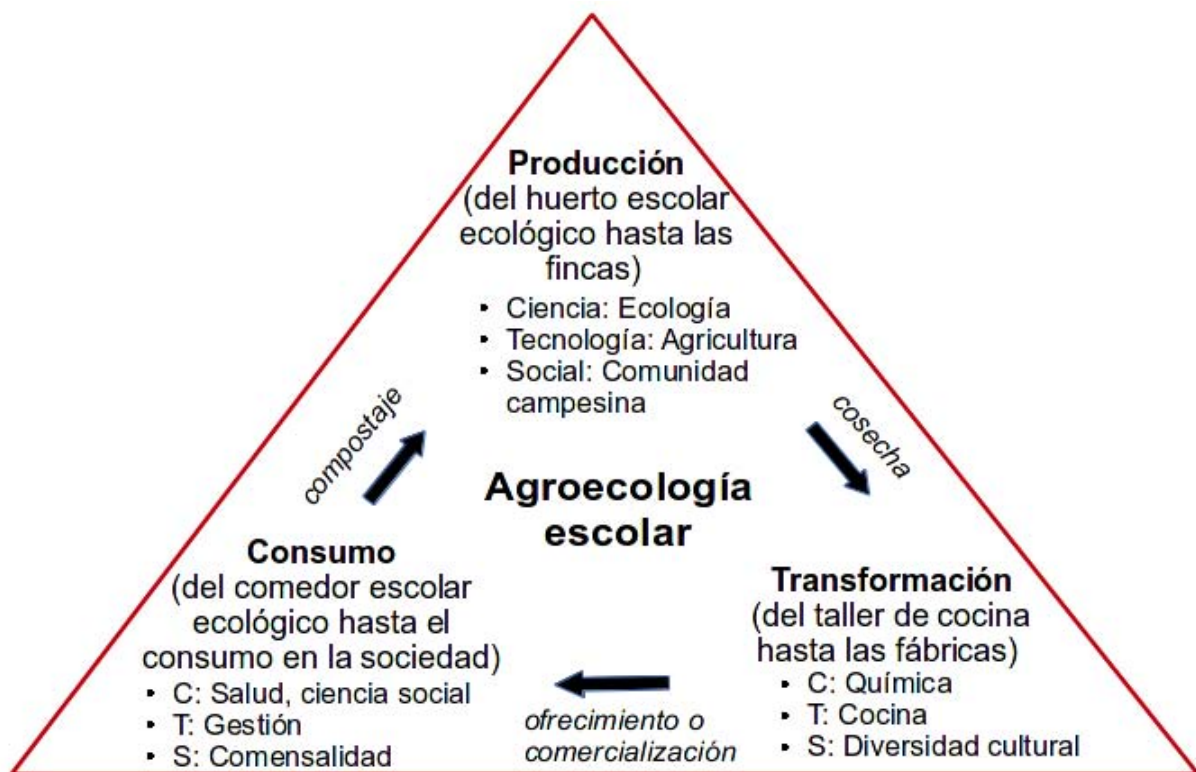 Producción
(del huerto escolar
ecológico hasta las
fincas)
• Ciencia: Ecología
• Tecnología: Agricultura
• Social: Comunidad
campesina
compostaje
cosecha
Agroecología
escolar
Consumo
(del comedor escolar
ecológico hasta el
consumo en la sociedad)
• C: Salud, ciencia social
• T: Gestión
• S: Comensalidad
Transformación
(del taller de cocina
hasta las fábricas)
• C: Química
• T: Cocina
• S: Diversidad cultural
ofrecimiento o
comercialización